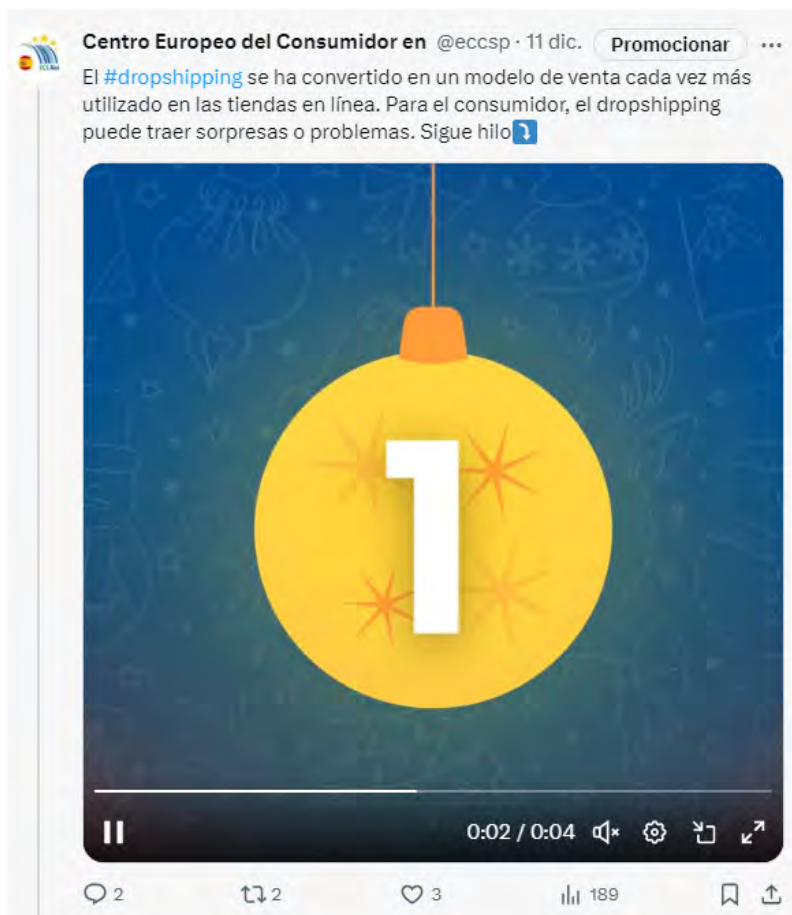 Centro Europeo del Consumidor en @eccsp · 11 dic. Promocionar
El #dropshipping se ha convertido en un modelo de venta cada vez más
utilizado en las tiendas en línea. Para el consumidor, el dropshipping
puede traer sorpresas o problemas. Sigue hilo⤵️
1
0:02 / 0:04
2 2 3 189